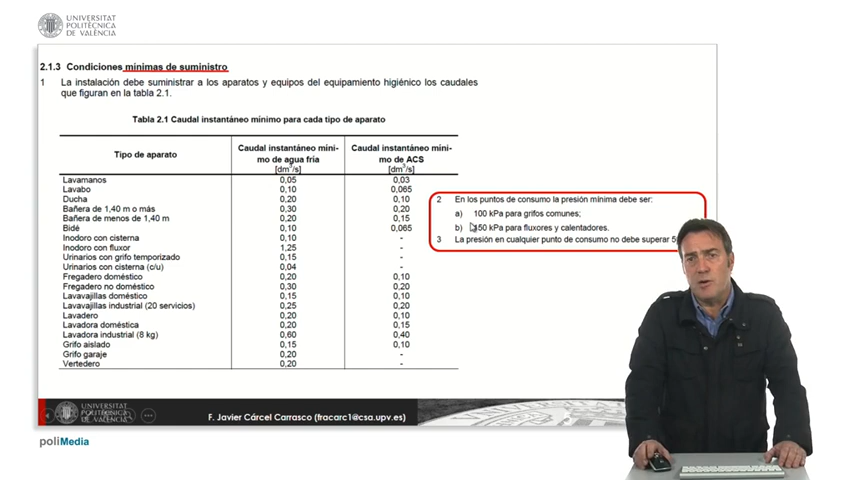 UNIVERSITAT
POLITÈCNICA
DE VALÈNCIA
2.1.3 Condiciones mínimas de suministro
1 La instalación debe suministrar a los aparatos y equipos del equipamiento higiénico los caudales
que figuran en la tabla 2.1.
Tabla 2.1 Caudal instantáneo mínimo para cada tipo de aparato
Tipo de aparato
Caudal instantáneo míni-
mo de agua fría
[dm³/s]
Caudal instantáneo míni-
mo de ACS
[dm³/s]
Lavamanos 0,05 0,03
Lavabo 0,10 0,065
Ducha 0,20 0,10
Bañera de 1,40 m o más 0,30 0,20
Bañera de menos de 1,40 m 0,20 0,15
Bidé 0,10 0,065
Inodoro con cisterna 0,10 -
Inodoro con fluxor 1,25 -
Urinarios con grifo temporizado 0,15 -
Urinarios con cisterna (c/u) 0,04 -
Fregadero doméstico 0,20 0,10
Fregadero no doméstico 0,30 0,20
Lavavajillas doméstico 0,15 0,10
Lavavajillas industrial (20 servicios) 0,25 0,20
Lavadero 0,20 0,10
Lavadora doméstica 0,20 0,15
Lavadora industrial (8 kg) 0,60 0,40
Grifo aislado 0,15 0,10
Grifo garaje 0,20 -
Vertedero 0,20 -
2 En los puntos de consumo la presión mínima debe ser:
a) 100 kPa para grifos comunes;
b) 150 kPa para fluxores y calentadores.
3 La presión en cualquier punto de consumo no debe superar
UNIVERSITAT
POLITÈCNICA
DE VALÈNCIA
F. Javier Cárcel Carrasco (fracarc1@csa.upv.es)
poliMedia